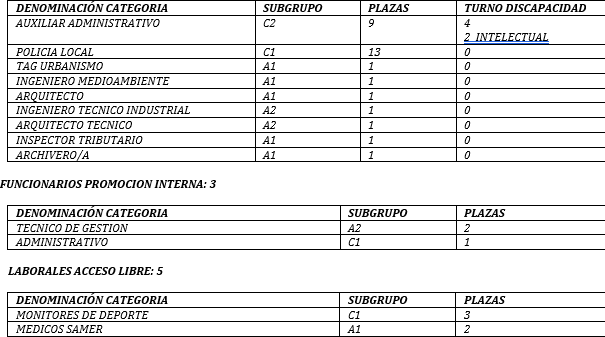 DENOMINACIÓN CATEGORIA SUBGRUPO PLAZAS TURNO DISCAPACIDAD
AUXILIAR ADMINISTRATIVO C2 9 4
2 INTELECTUAL
POLICIA LOCAL C1 13 0
TAG URBANISMO A1 1 0
INGENIERO MEDIOAMBIENTE A1 1 0
ARQUITECTO A1 1 0
INGENIERO TECNICO INDUSTRIAL A2 1 0
ARQUITECTO TECNICO A2 1 0
INSPECTOR TRIBUTARIO A1 1 0
ARCHIVERO/A A1 1 0
FUNCIONARIOS PROMOCION INTERNA: 3
DENOMINACIÓN CATEGORIA SUBGRUPO PLAZAS
TECNICO DE GESTION A2 2
ADMINISTRATIVO C1 1
LABORALES ACCESO LIBRE: 5
DENOMINACIÓN CATEGORIA SUBGRUPO PLAZAS
MONITORES DE DEPORTE C1 3
MEDICOS SAMER A1 2